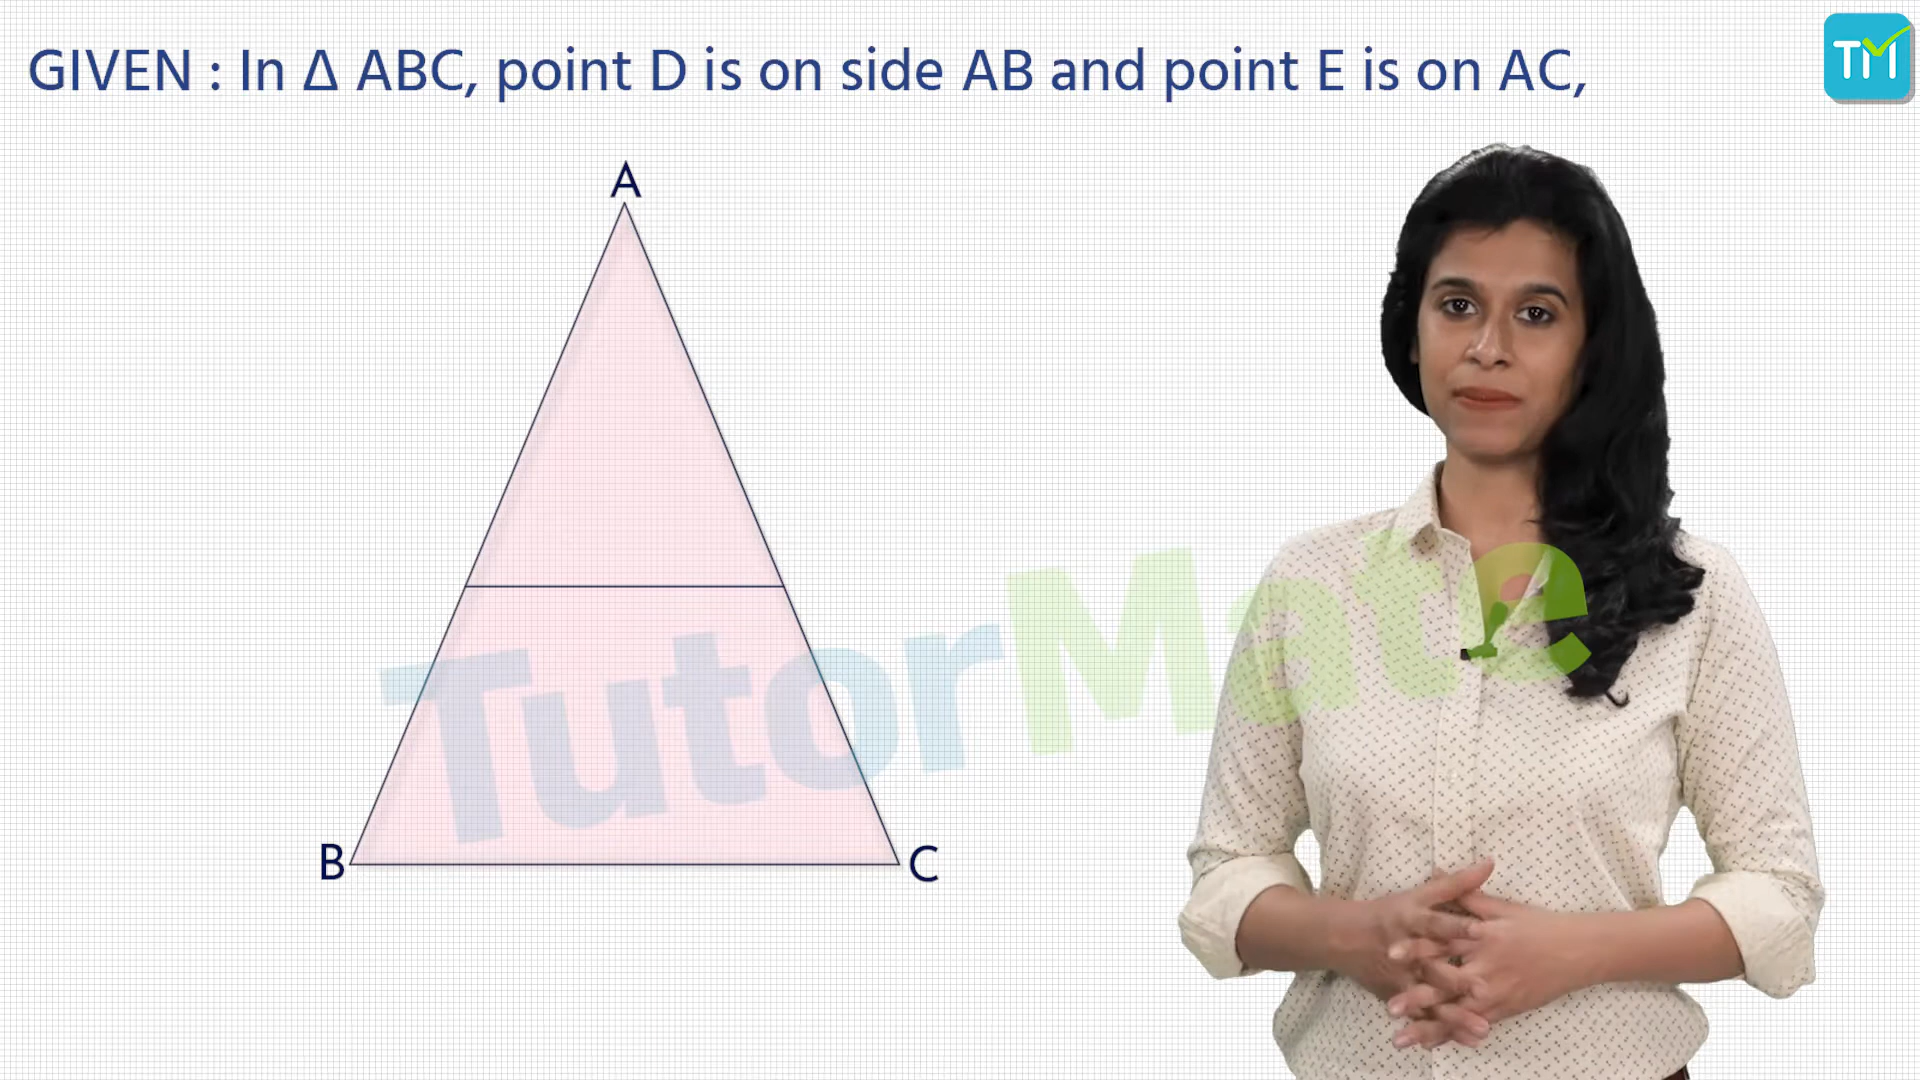 GIVEN : In Δ ABC, point D is on side AB and point E is on AC,
TM
A
TutorMate
B
C